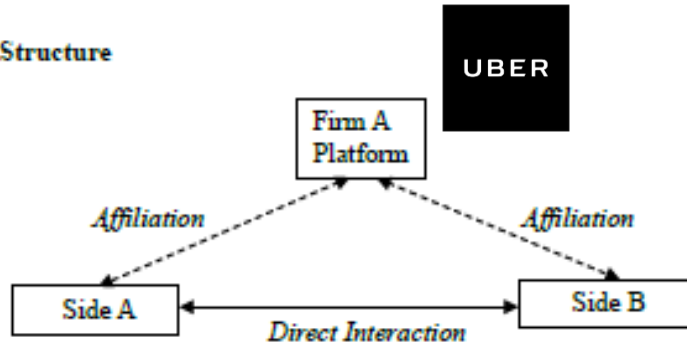 Structure
UBER
Firm A
Platform
Affiliation
Affiliation
Side A
Side B
Direct Interaction